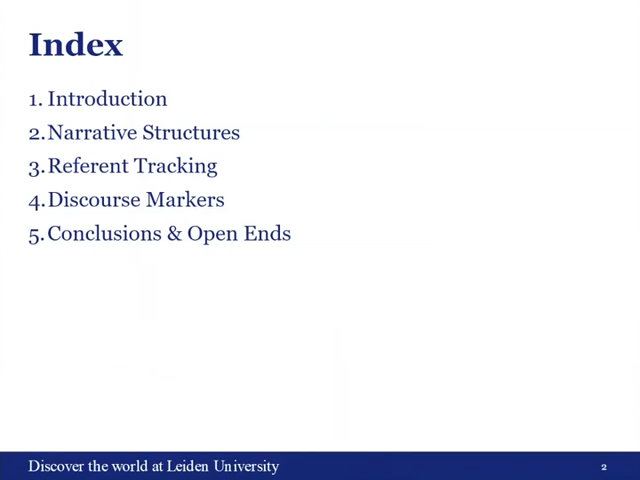 Index
1. Introduction
2. Narrative Structures
3. Referent Tracking
4. Discourse Markers
5. Conclusions & Open Ends
Discover the world at Leiden University
2